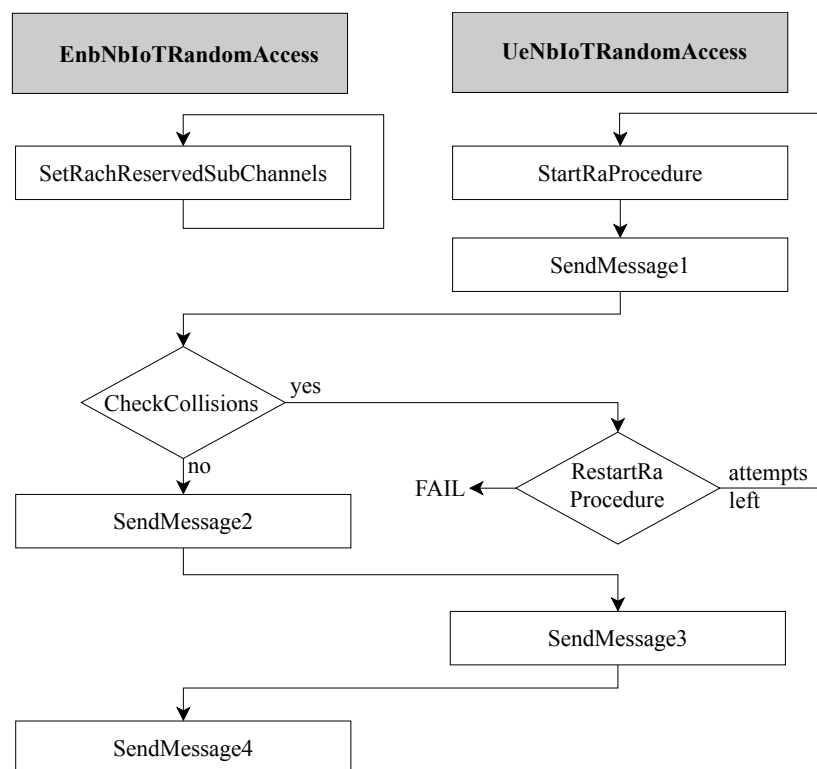 EnbNbIoTRandomAccess
UeNbIoTRandomAccess
SetRachReservedSubChannels
StartRaProcedure
SendMessage1
CheckCollisions
yes
no
RestartRa
Procedure
FAIL
attempts
left
SendMessage2
SendMessage3
SendMessage4